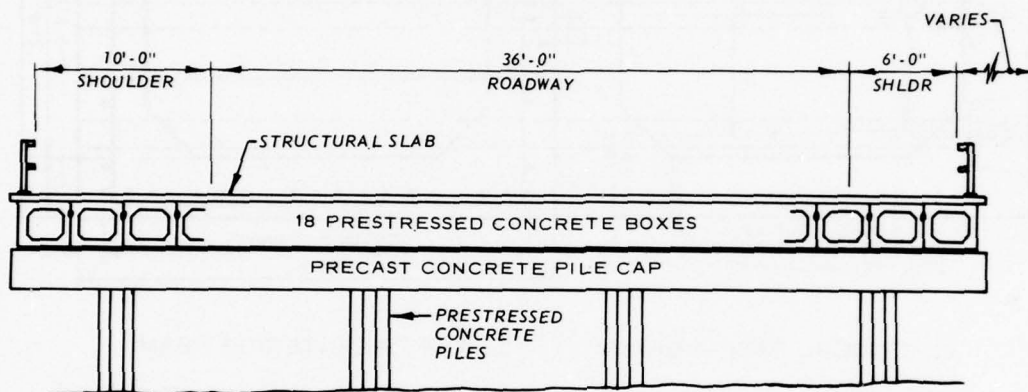 VARIES
10'-0"
SHOULDER
36'-0"
ROADWAY
6'-0"
SHLDR
STRUCTURAL SLAB
18 PRESTRESSED CONCRETE BOXES
PRECAST CONCRETE PILE CAP
PRESTRESSED
CONCRETE
PILES